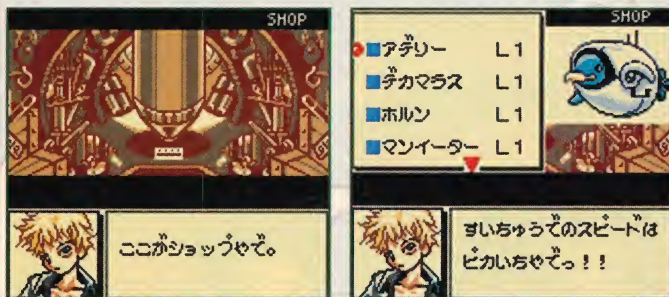 SHOP
ここがショップやで。
SHOP
アデリー L1
デカマラス L1
ホルン L1
マンイーター L1
すいちゅうでのスピードは
ピカいちやでっ!!